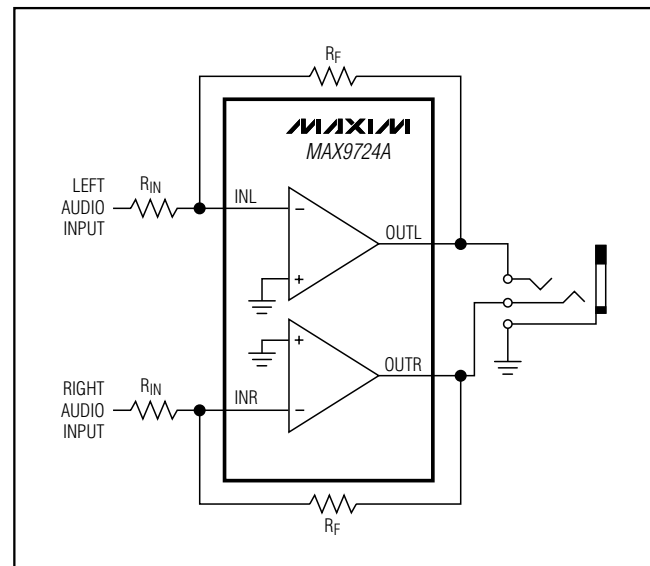 RF
MAXIM
MAX9724A
LEFT
AUDIO
INPUT
RIN
INL
−
+
OUTL
+
OUTR
RIGHT
AUDIO
INPUT
RIN
INR
−
RF